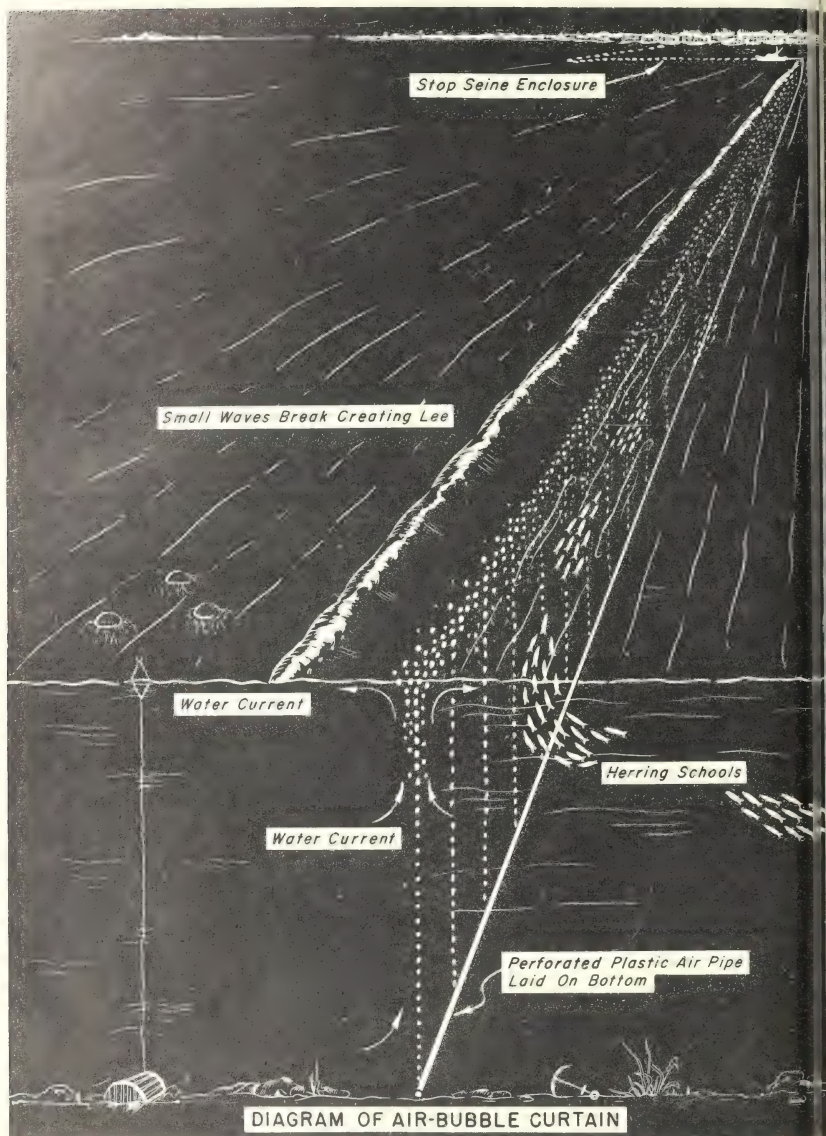 Stop Seine Enclosure
Small Waves Break Creating Lee
Water Current
Herring Schools
Water Current
Perforated Plastic Air Pipe
Laid On Bottom
DIAGRAM OF AIR-BUBBLE CURTAIN